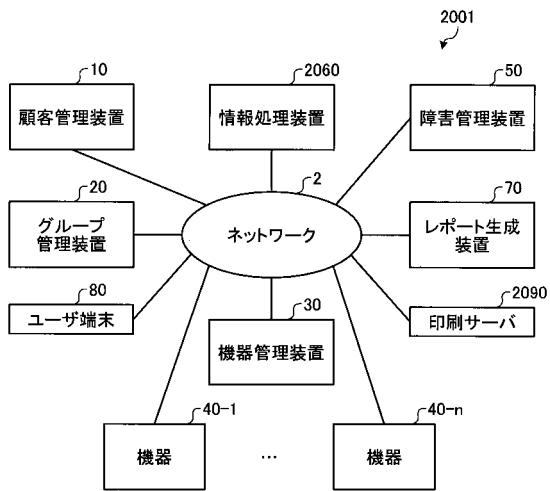 2001
10
顧客管理装置
2060
情報処理装置
50
障害管理装置
20
グループ
管理装置
2
ネットワーク
70
レポート生成
装置
80
ユーザ端末
30
機器管理装置
2090
印刷サーバ
40-1
機器
…
40-n
機器